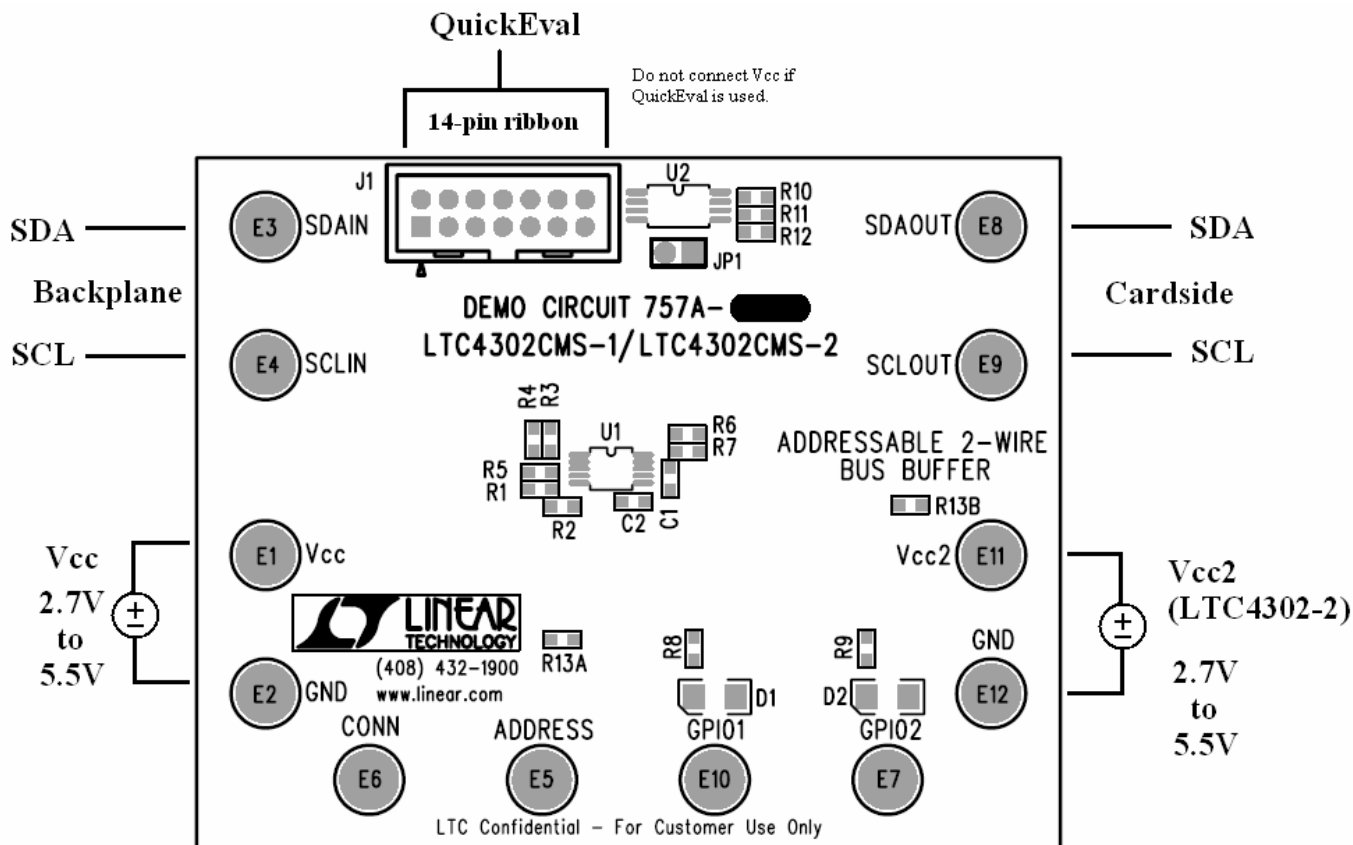 QuickEval
Do not connect Vcc if
QuickEval is used.
14-pin ribbon
J1
U2
R10
R11
R12
JP1
SDA
E3 SDAIN
SDAOUT E8
SDA
Backplane
Cardside
DEMO CIRCUIT 757A-
LTC4302CMS-1/LTC4302CMS-2
SCL
E4 SCLIN
SCLOUT E9
SCL
R4 R3
U1
R6
R7
R5
R1
R2
C2
C1
ADDRESSABLE 2-WIRE
BUS BUFFER
R13B
Vcc
2.7V
to
5.5V
E1 Vcc
Vcc2 E11
Vcc2
(LTC4302-2)
2.7V
to
5.5V
LINEAR
TECHNOLOGY
(408) 432-1900
www.linear.com
R13A
R8
R9
GND
E2 GND
E12
D1
D2
CONN
ADDRESS
GPIO1
GPIO2
E6
E5
E10
E7
LTC Confidential - For Customer Use Only